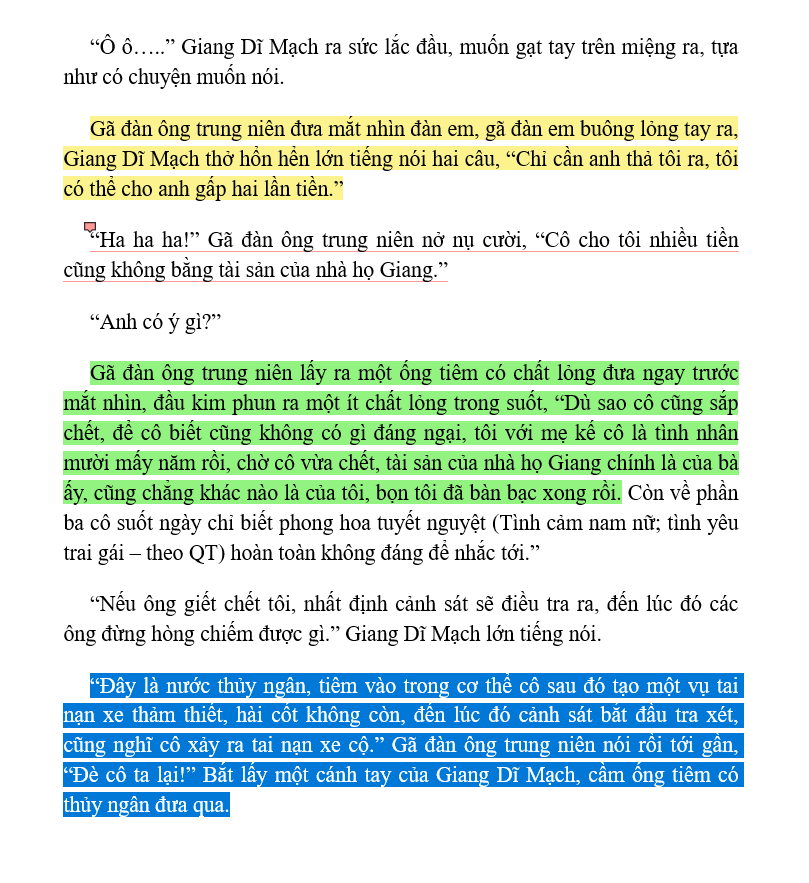 “Ô ô…..” Giang Dĩ Mạch ra sức lắc đầu, muốn gạt tay trên miệng ra, tựa
như có chuyện muốn nói.
Gã đàn ông trung niên đưa mắt nhìn đàn em, gã đàn em buông lỏng tay ra,
Giang Dĩ Mạch thở hổn hển lớn tiếng nói hai câu, “Chỉ cần anh thả tôi ra, tôi
có thể cho anh gấp hai lần tiền.”
“Ha ha ha!” Gã đàn ông trung niên nở nụ cười, “Cô cho tôi nhiều tiền
cũng không bằng tài sản của nhà họ Giang.”
“Anh có ý gì?”
Gã đàn ông trung niên lấy ra một ống tiêm có chất lỏng đưa ngay trước
mắt nhìn, đầu kim phun ra một ít chất lỏng trong suốt, “Dù sao cô cũng sắp
chết, để cô biết cũng không có gì đáng ngại, tôi với mẹ kế cô là tình nhân
mười mấy năm rồi, chờ cô vừa chết, tài sản của nhà họ Giang chính là của bà
ấy, cũng chẳng khác nào là của tôi, bọn tôi đã bàn bạc xong rồi. Còn về phần
ba cô suốt ngày chỉ biết phong hoa tuyết nguyệt (Tình cảm nam nữ; tình yêu
trai gái – theo QT) hoàn toàn không đáng để nhắc tới.”
“Nếu ông giết chết tôi, nhất định cảnh sát sẽ điều tra ra, đến lúc đó các
ông đừng hòng chiếm được gì.” Giang Dĩ Mạch lớn tiếng nói.
“Đây là nước thủy ngân, tiêm vào trong cơ thể cô sau đó tạo một vụ tai
nạn xe thảm thiết, hài cốt không còn, đến lúc đó cảnh sát bắt đầu tra xét,
cũng nghĩ cô xảy ra tai nạn xe cộ.” Gã đàn ông trung niên nói rồi tới gần,
“Đè cô ta lại!” Bắt lấy một cánh tay của Giang Dĩ Mạch, cầm ống tiêm có
thủy ngân đưa qua.